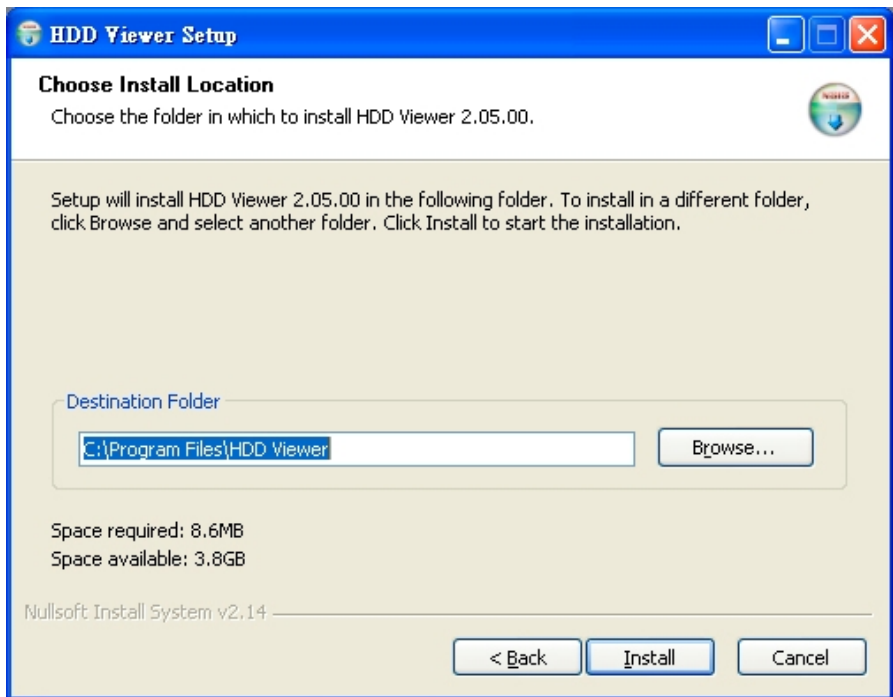 HDD Viewer Setup
Choose Install Location
Choose the folder in which to install HDD Viewer 2.05.00.
Setup will install HDD Viewer 2.05.00 in the following folder. To install in a different folder,
click Browse and select another folder. Click Install to start the installation.
Destination Folder
C:\Program Files\HDD Viewer
Browse...
Space required: 8.6MB
Space available: 3.8GB
Nullsoft Install System v2.14
< Back
Install
Cancel